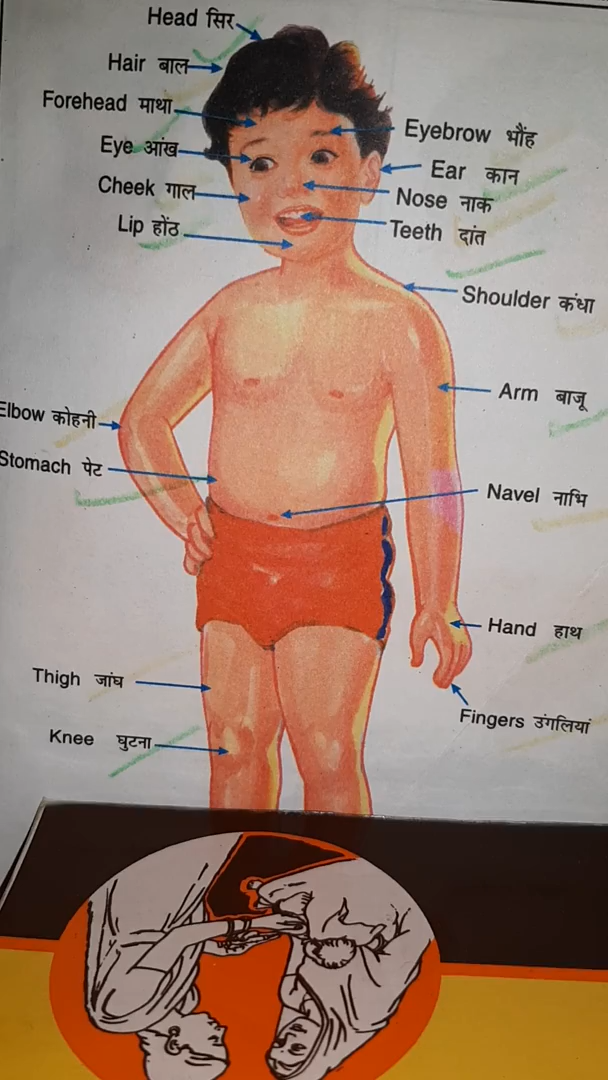 Head सिर
Hair बाल
Forehead माथा
Eyebrow भौंह
Eye आंख
Ear कान
Cheek गाल
Nose नाक
Lip होंठ
Teeth दांत
Shoulder कंधा
Arm बाजू
Elbow कोहनी
Stomach पेट
Navel नाभि
Hand हाथ
Thigh जांघ
Fingers उंगलियां
Knee घुटना